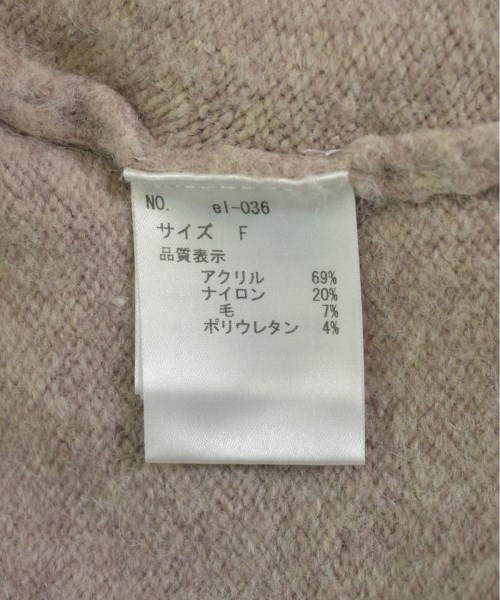 NO. el-036
サイズ F
品質表示
アクリル 69%
ナイロン 20%
毛 7%
ポリウレタン 4%